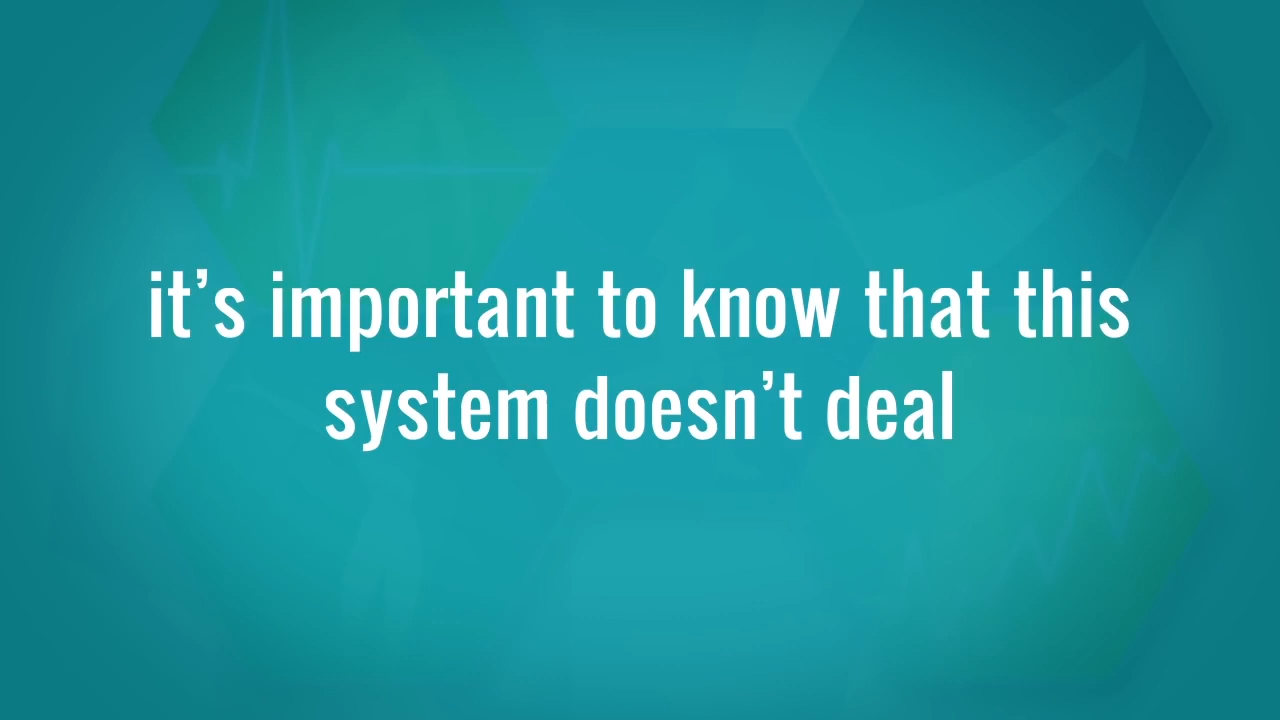 it’s important to know that this
system doesn’t deal